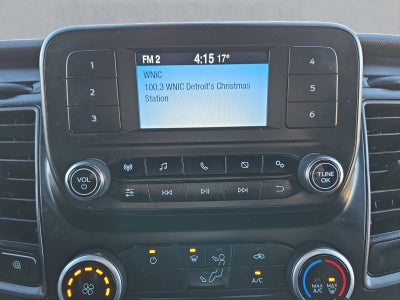 FM 2 4:15 17°
WNIC
100.3 WNIC Detroit's Christmas
Station
1
2
3
4
5
6
VOL
TUNE
OK
A/C
MAX
A/C
MAX